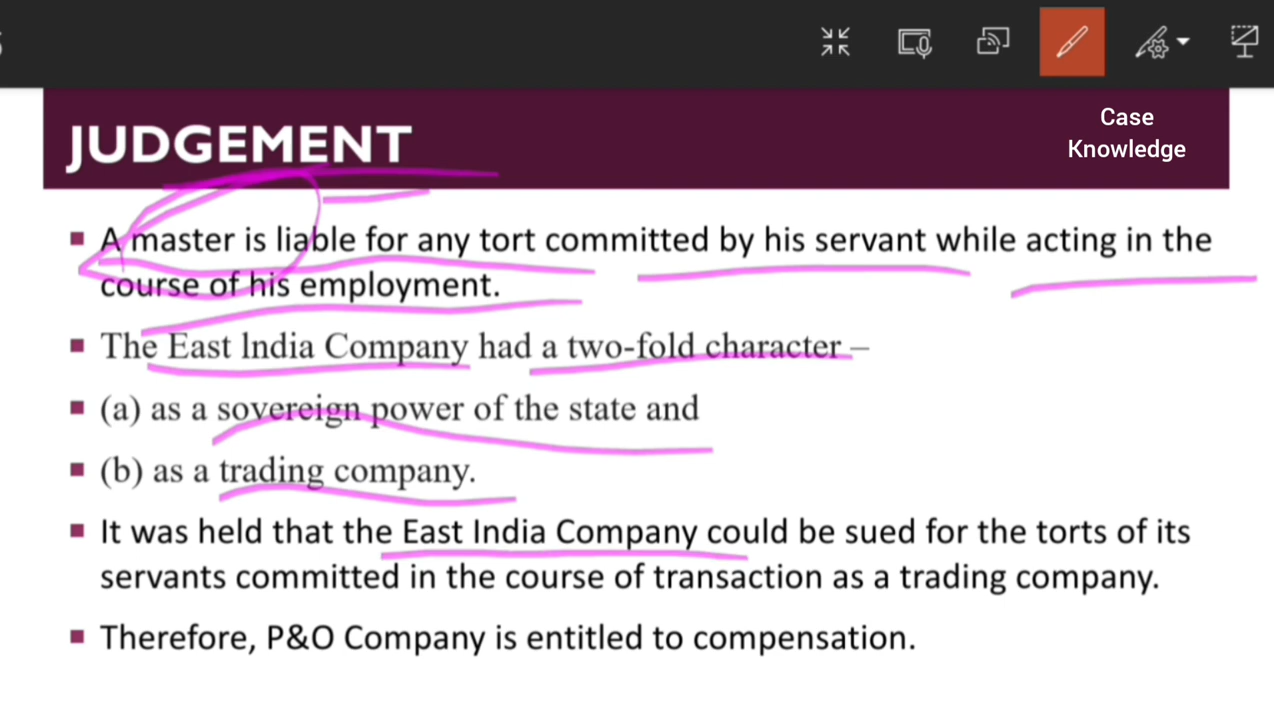 Case
Knowledge
JUDGEMENT
A master is liable for any tort committed by his servant while acting in the
course of his employment.
The East India Company had a two-fold character –
(a) as a sovereign power of the state and
(b) as a trading company.
It was held that the East India Company could be sued for the torts of its
servants committed in the course of transaction as a trading company.
Therefore, P&O Company is entitled to compensation.